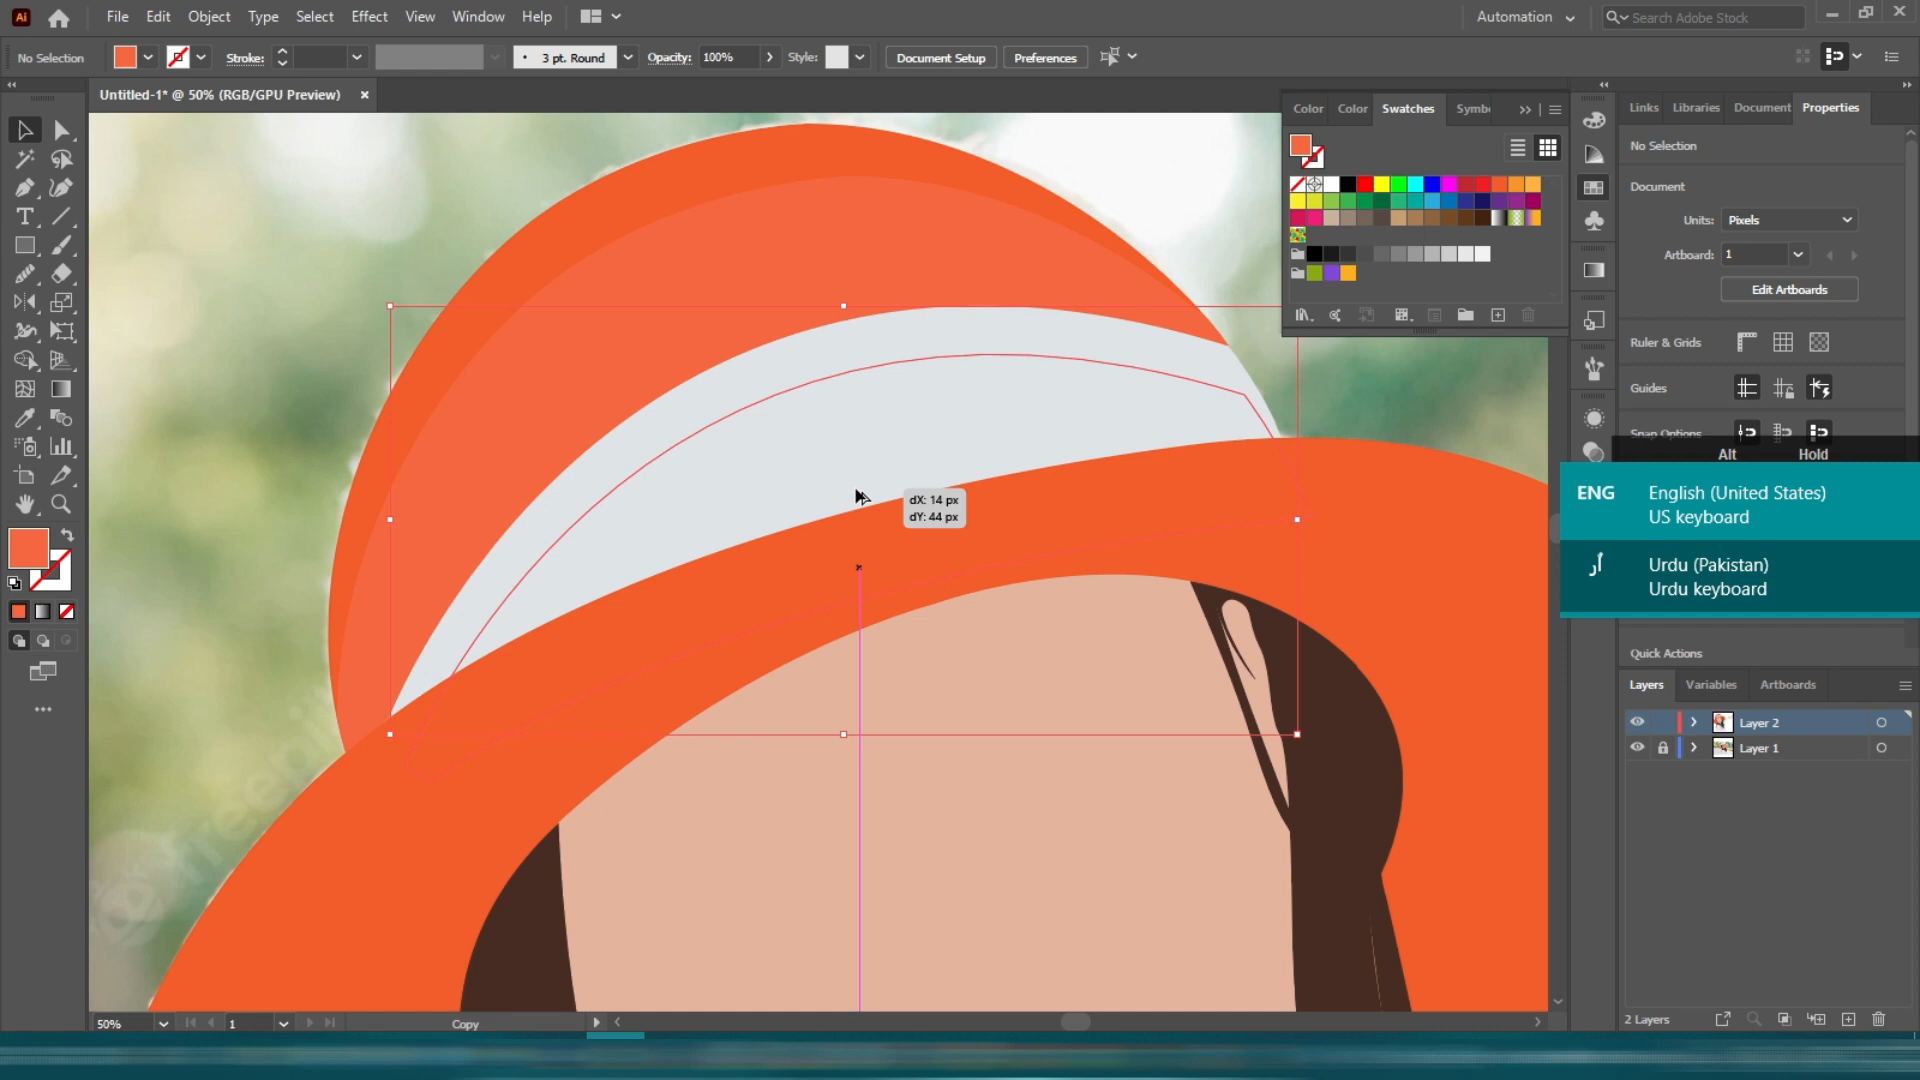 Ai File Edit Object Type Select Effect View Window Help Automation Search Adobe Stock
No Selection Stroke: 3 pt. Round Opacity: 100% Style: Document Setup Preferences
Untitled-1* @ 50% (RGB/GPU Preview)
Color Color Swatches Symb
Links Libraries Document Properties
No Selection
Document
Units: Pixels
Artboard: 1
Edit Artboards
Ruler & Grids
Guides
Snap Options
Alt Hold
ENG English (United States)
US keyboard
اُر Urdu (Pakistan)
Urdu keyboard
dX: 14 px
dY: 44 px
Quick Actions
Layers Variables Artboards
Layer 2
Layer 1
50% 1 Copy
2 Layers